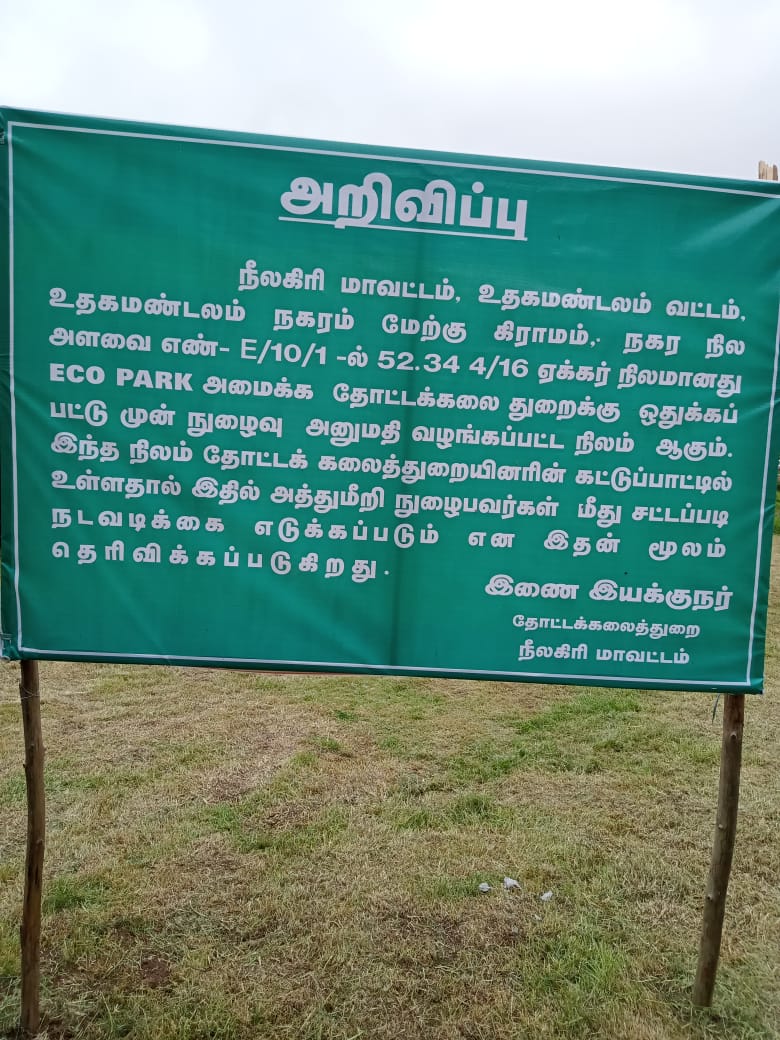 அறிவிப்பு
நீலகிரி மாவட்டம், உதகமண்டலம் வட்டம்,
உதகமண்டலம் நகரம் மேற்கு கிராமம், நகர நில
அளவை எண்- E/10/1 -ல் 52.34 4/16 ஏக்கர் நிலமானது
ECO PARK அமைக்க தோட்டக்கலை துறைக்கு ஒதுக்கப்
பட்டு முன் நுழைவு அனுமதி வழங்கப்பட்ட நிலம் ஆகும்.
இந்த நிலம் தோட்டக் கலைத்துறையினரின் கட்டுப்பாட்டில்
உள்ளதால் இதில் அத்துமீறி நுழைபவர்கள் மீது சட்டப்படி
நடவடிக்கை எடுக்கப்படும் என இதன் மூலம்
தெரிவிக்கப்படுகிறது.
இணை இயக்குநர்
தோட்டக்கலைத்துறை
நீலகிரி மாவட்டம்